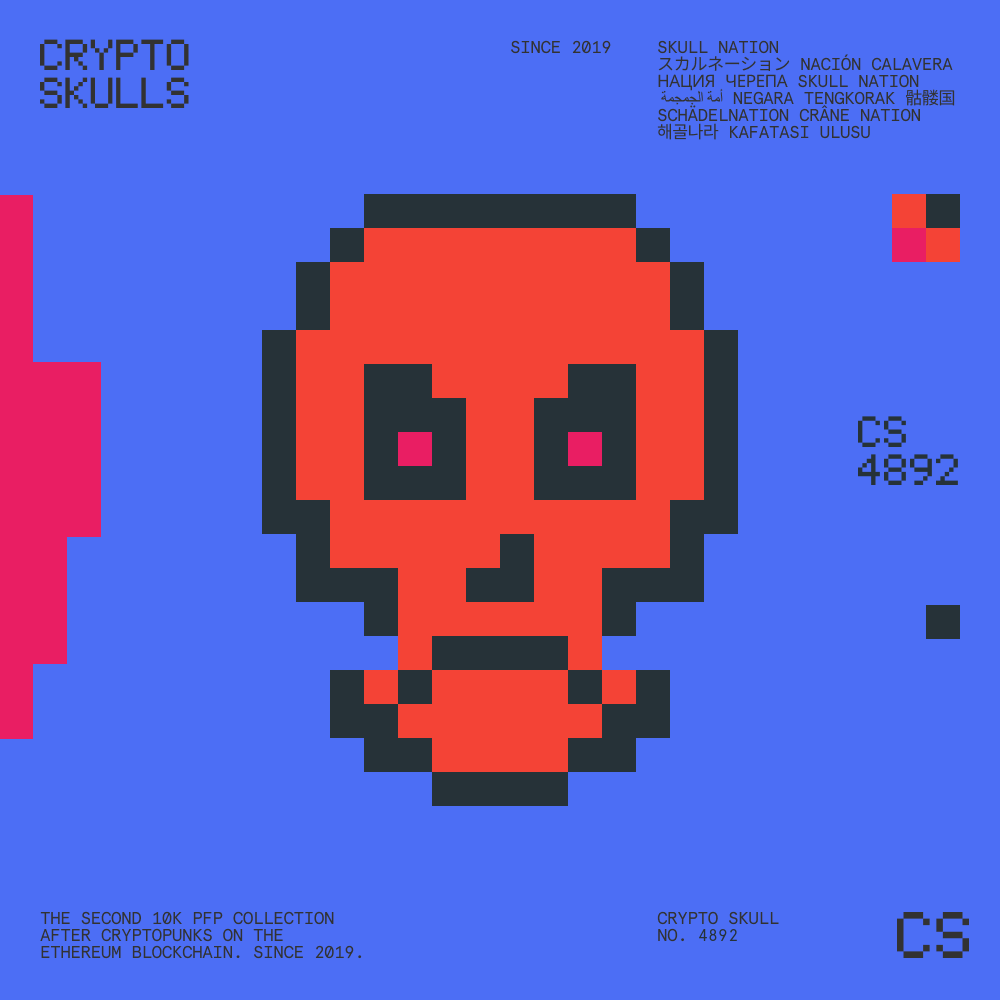 CRYPTO
SKULLS
SINCE 2019
SKULL NATION
スカルネーション NACIÓN CALAVERA
НАЦИЯ ЧЕРЕПА SKULL NATION
أمة الجمجمة NEGARA TENGKORAK 骷髅国
SCHÄDELNATION CRÂNE NATION
해골나라 KAFATASI ULUSU
CS
4892
THE SECOND 10K PFP COLLECTION
AFTER CRYPTOPUNKS ON THE
ETHEREUM BLOCKCHAIN. SINCE 2019.
CRYPTO SKULL
NO. 4892
CS